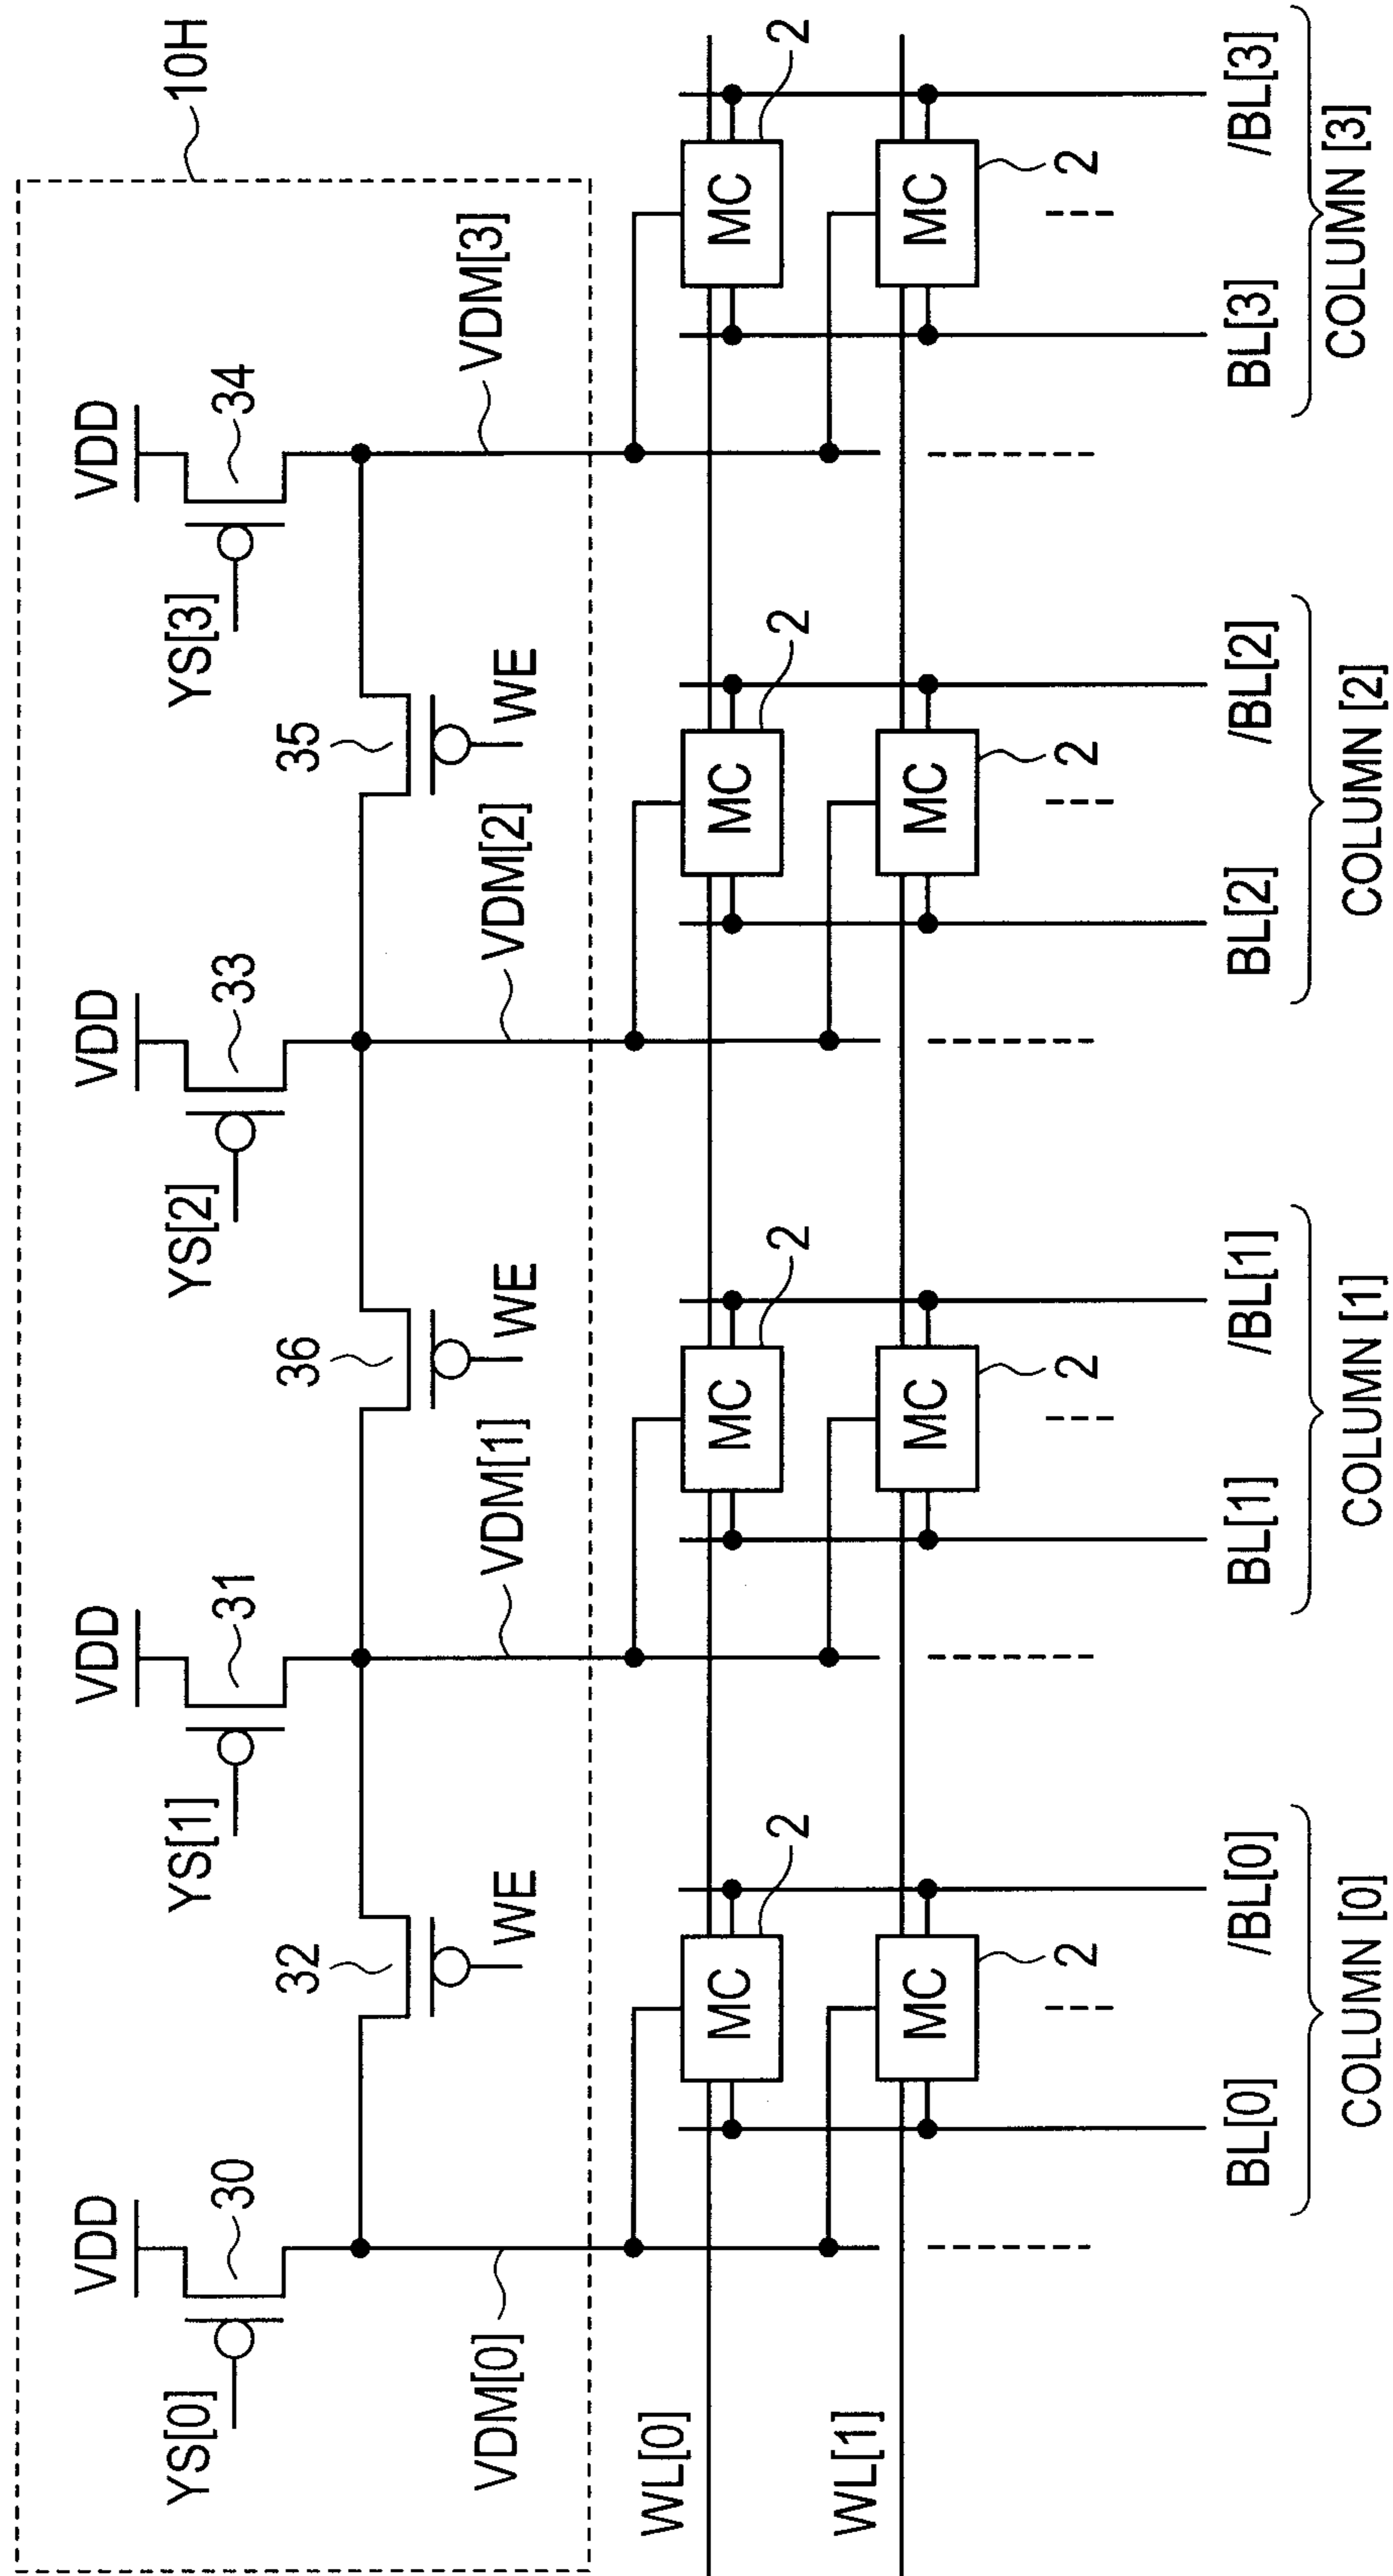 10H
VDD VDD VDD VDD
YS[0] 30 YS[1] 31 YS[2] 33 YS[3] 34
32 36 35
WE WE WE
VDM[0] VDM[1] VDM[2] VDM[3]
WL[0] MC 2 MC 2 MC 2 MC 2
WL[1] MC 2 MC 2 MC 2 MC 2
BL[0] /BL[0] BL[1] /BL[1] BL[2] /BL[2] BL[3] /BL[3]
COLUMN [0] COLUMN [1] COLUMN [2] COLUMN [3]